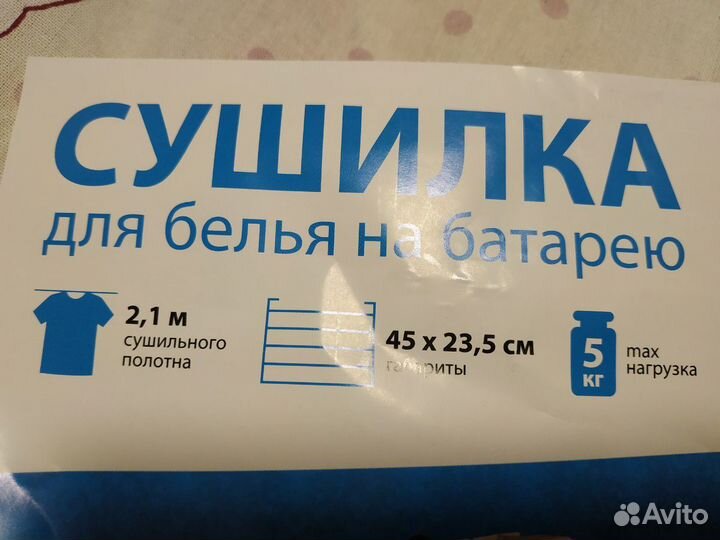 СУШИЛКА
для белья на батарею
2,1 м
сушильного
полотна
45 x 23,5 см
габариты
5
кг
max
нагрузка
Avito